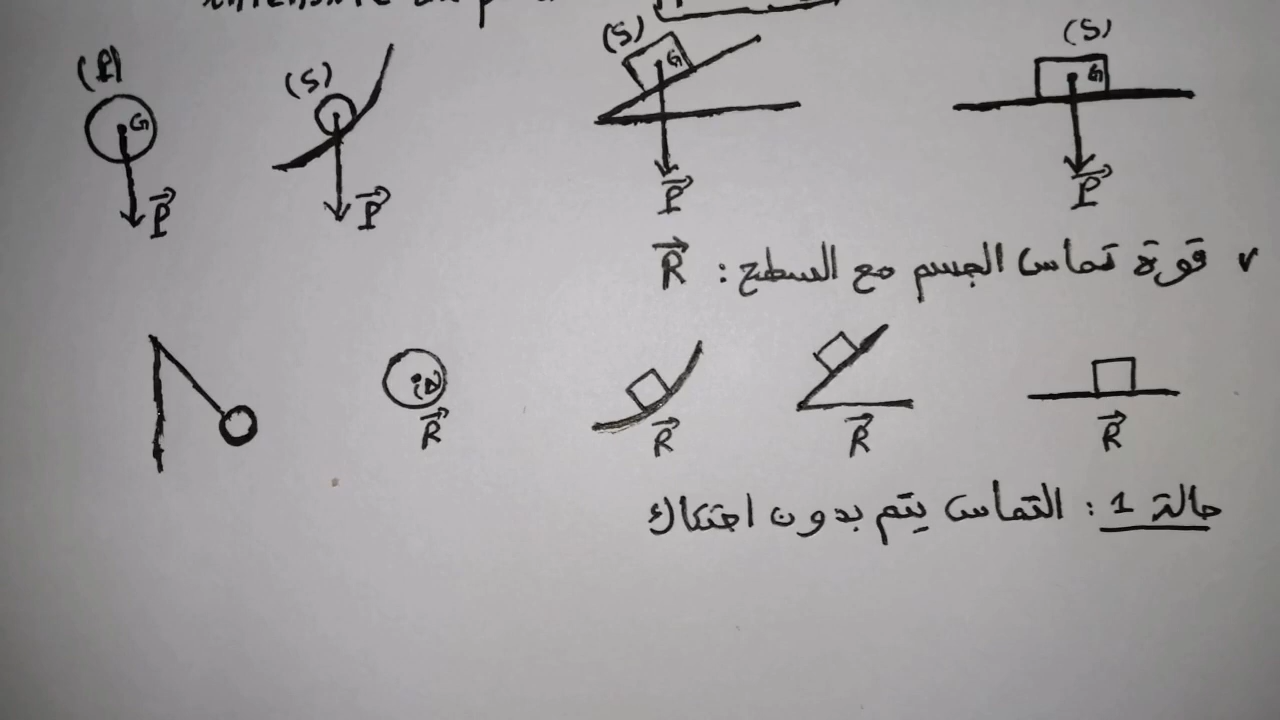 (S) (S) (S) (P)
G G G
P P P P
✓ قوة تماس الجسم مع السطح : R
(Δ)
R R R R
حالة 1 : التماس يتم بدون احتكاك